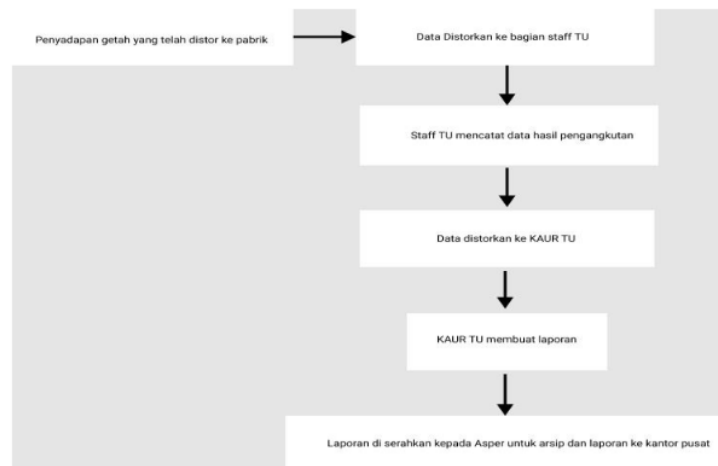 Penyadapan getah yang telah distor ke pabrik
Data Distorkan ke bagian staff TU
Staff TU mencatat data hasil pengangkutan
Data distorkan ke KAUR TU
KAUR TU membuat laporan
Laporan di serahkan kepada Asper untuk arsip dan laporan ke kantor pusat